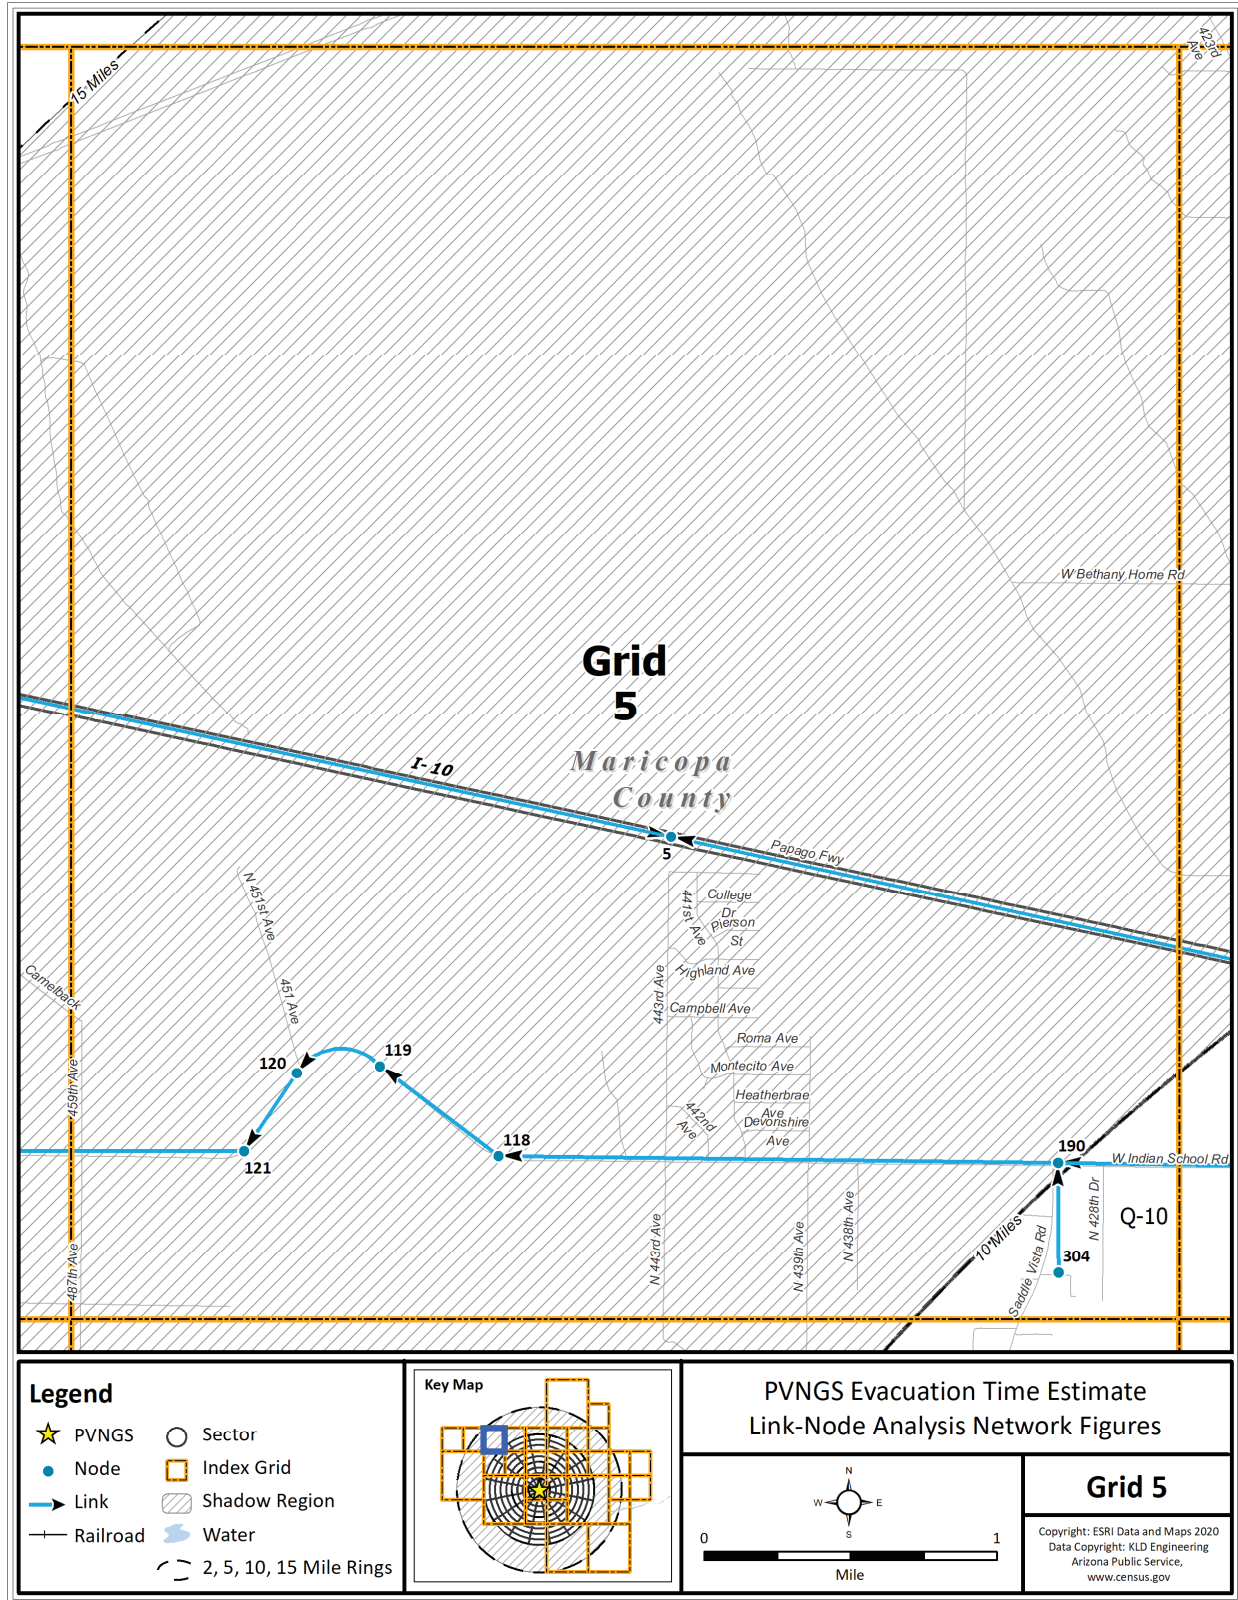 423rd
Ave
15 Miles
W Bethany Home Rd
Grid
5
Maricopa
County
I-10
5
Papago Fwy
N 451st Ave
451 Ave
Camelback
459th Ave
487th Ave
441st Ave
College
Dr
Pierson
St
Highland Ave
443rd Ave
Campbell Ave
Roma Ave
Montecito Ave
Heatherbrae
Ave
Devonshire
Ave
442nd
Ave
120
119
118
121
190
W Indian School Rd
N 443rd Ave
N 439th Ave
N 438th Ave
10 Miles
Saddle Vista Rd
N 428th Dr
Q-10
304
Legend
PVNGS
Node
Link
Railroad
Sector
Index Grid
Shadow Region
Water
2, 5, 10, 15 Mile Rings
Key Map
PVNGS Evacuation Time Estimate
Link-Node Analysis Network Figures
N
W E
S
0 1
Mile
Grid 5
Copyright: ESRI Data and Maps 2020
Data Copyright: KLD Engineering
Arizona Public Service,
www.census.gov